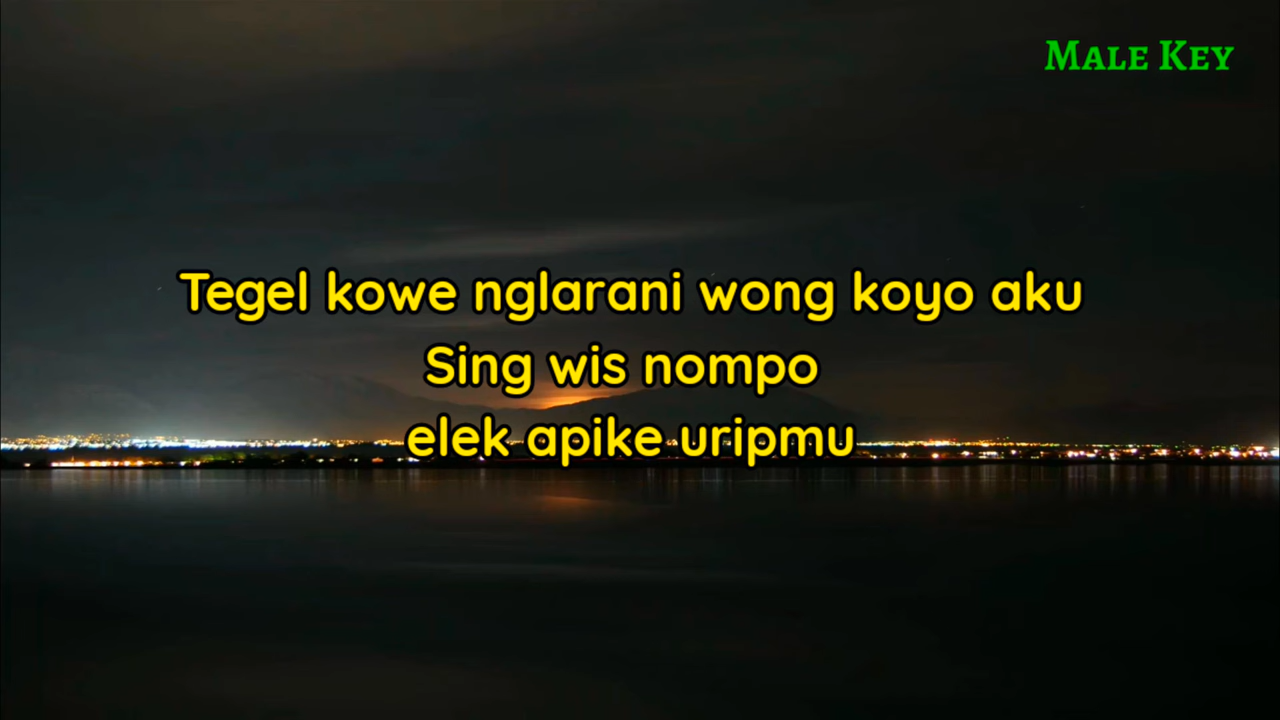 Male Key
Tegel kowe nglarani wong koyo aku
Sing wis nompo
elek apike uripmu